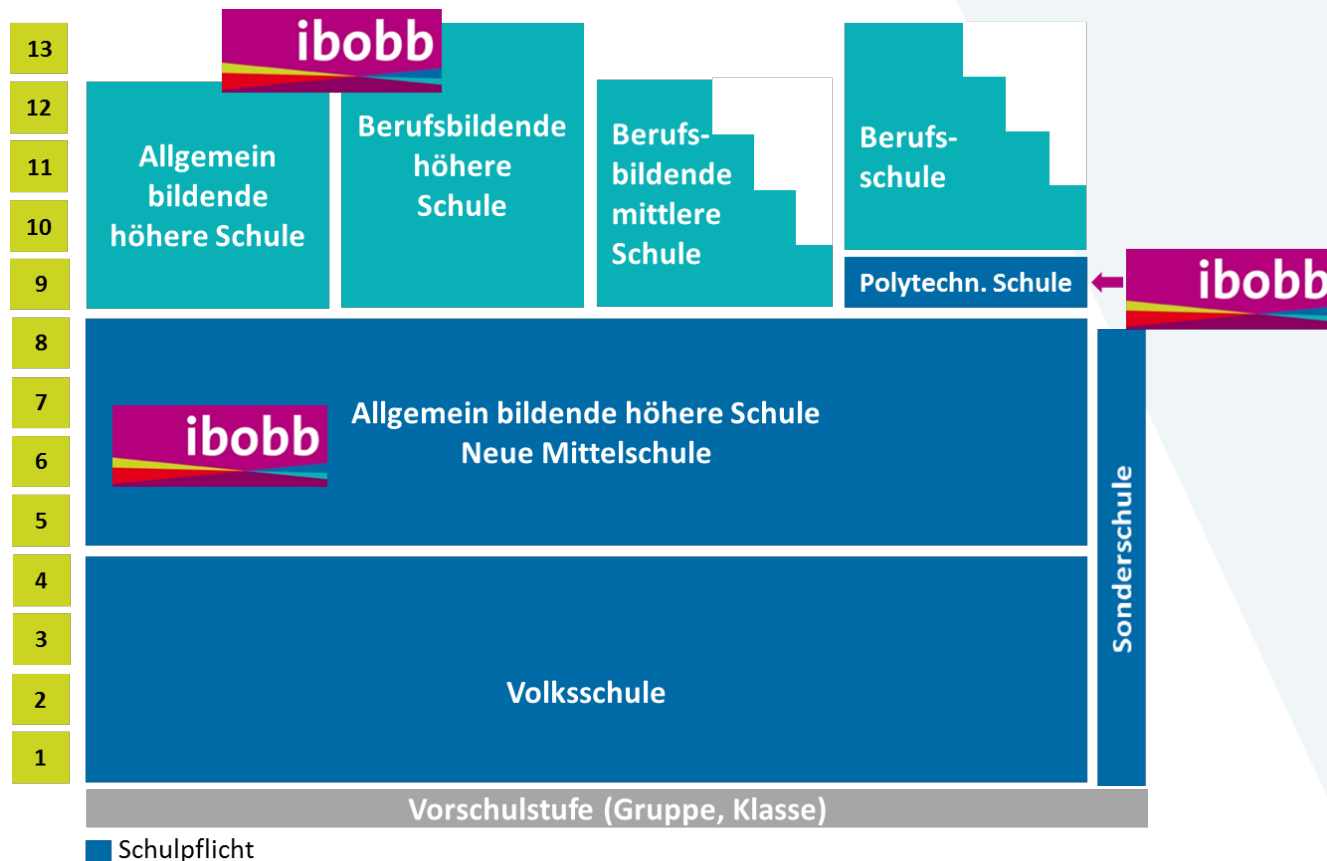 ibobb
13
12
11
10
9
8
7
6
5
4
3
2
1
Allgemein
bildende
höhere Schule
Berufsbildende
höhere
Schule
Berufs-
bildende
mittlere
Schule
Berufs-
schule
Polytechn. Schule
ibobb
ibobb
Allgemein bildende höhere Schule
Neue Mittelschule
Sonderschule
Volksschule
Vorschulstufe (Gruppe, Klasse)
Schulpflicht